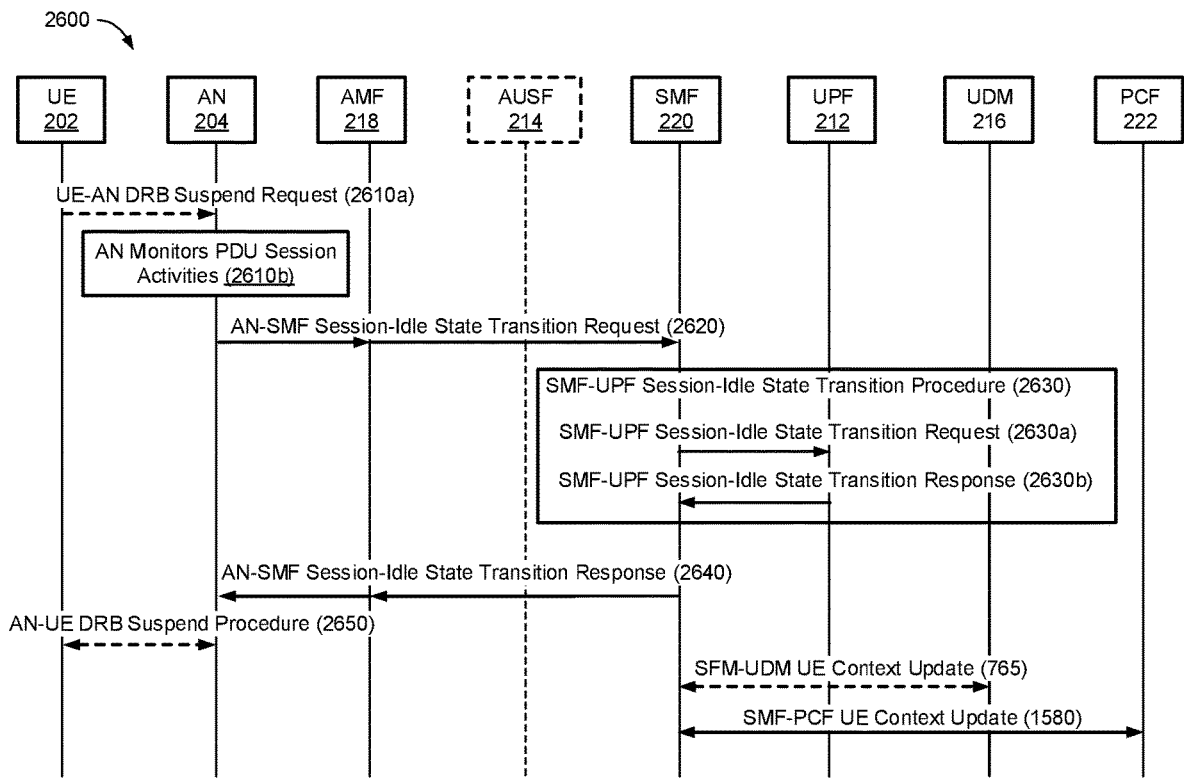 2600
UE
202
AN
204
AMF
218
AUSF
214
SMF
220
UPF
212
UDM
216
PCF
222
UE-AN DRB Suspend Request (2610a)
AN Monitors PDU Session
Activities (2610b)
AN-SMF Session-Idle State Transition Request (2620)
SMF-UPF Session-Idle State Transition Procedure (2630)
SMF-UPF Session-Idle State Transition Request (2630a)
SMF-UPF Session-Idle State Transition Response (2630b)
AN-SMF Session-Idle State Transition Response (2640)
AN-UE DRB Suspend Procedure (2650)
SFM-UDM UE Context Update (765)
SMF-PCF UE Context Update (1580)